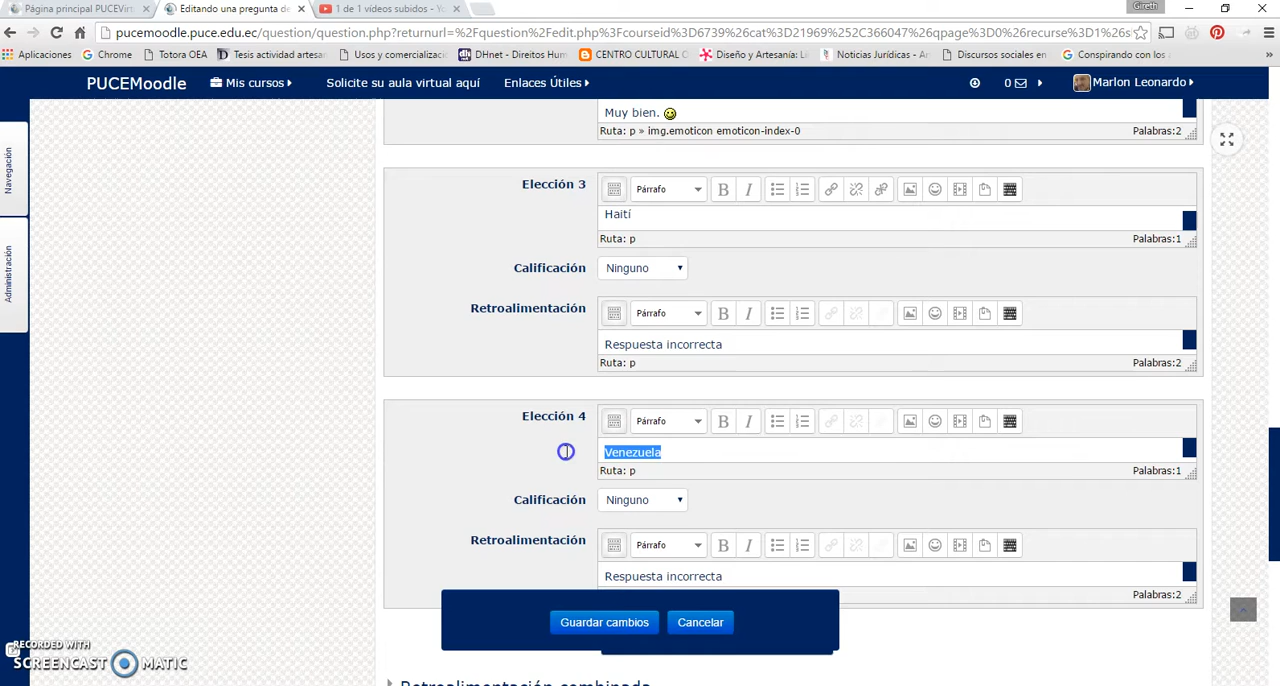 Gireth
Página principal PUCEVirt
Editando una pregunta de
1 de 1 vídeos subidos - Yo
pucemoodle.puce.edu.ec/question/question.php?returnurl=%2Fquestion%2Fedit.php%3Fcourseid%3D6739%26cat%3D21969%252C366047%26qpage%3D0%26recurse%3D1%26s
Aplicaciones
Chrome
Totora OEA
Tesis actividad artesan
Usos y comercializació
DHnet - Direitos Hum
CENTRO CULTURAL C
Diseño y Artesanía: Li
Noticias Jurídicas - Ar
Discursos sociales en
Conspirando con los
»
PUCEMoodle
Mis cursos
Solicite su aula virtual aquí
Enlaces Útiles
0
Marlon Leonardo
Navegación
Administración
Muy bien.
Ruta: p » img.emoticon emoticon-index-0
Palabras:2
Elección 3
Párrafo
B I
Haití
Ruta: p
Palabras:1
Calificación
Ninguno
Retroalimentación
Párrafo
B I
Respuesta incorrecta
Ruta: p
Palabras:2
Elección 4
Párrafo
B I
Venezuela
Ruta: p
Palabras:1
Calificación
Ninguno
Retroalimentación
Párrafo
B I
Respuesta incorrecta
Palabras:2
Guardar cambios
Cancelar
RECORDED WITH
SCREENCAST MATIC
Retroalimentación combinada